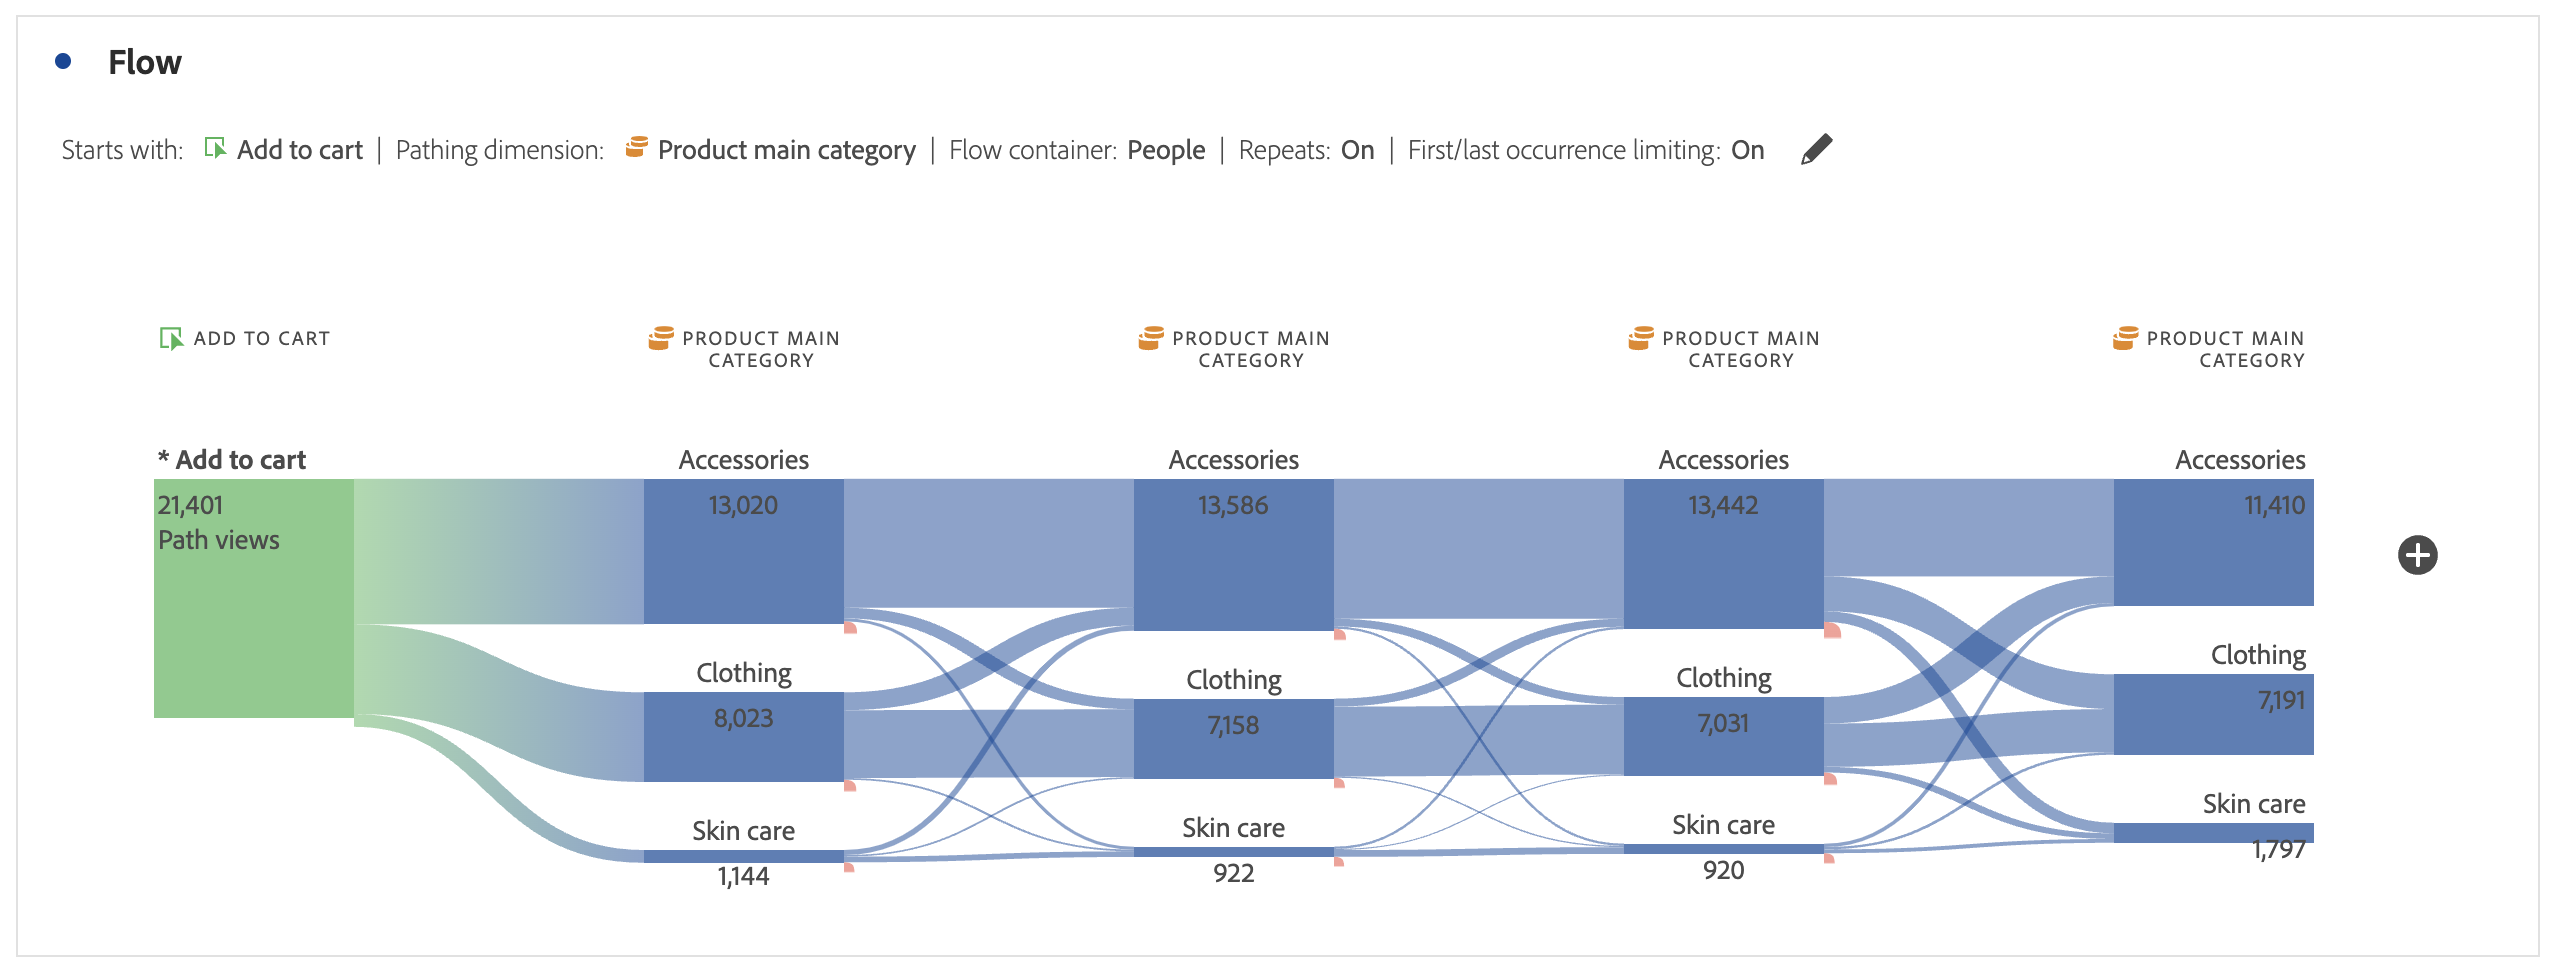 Flow
Starts with: Add to cart | Pathing dimension: Product main category | Flow container: People | Repeats: On | First/last occurrence limiting: On
ADD TO CART
PRODUCT MAIN
CATEGORY
PRODUCT MAIN
CATEGORY
PRODUCT MAIN
CATEGORY
PRODUCT MAIN
CATEGORY
* Add to cart
21,401
Path views
Accessories
13,020
Clothing
8,023
Skin care
1,144
Accessories
13,586
Clothing
7,158
Skin care
922
Accessories
13,442
Clothing
7,031
Skin care
920
Accessories
11,410
Clothing
7,191
Skin care
1,797